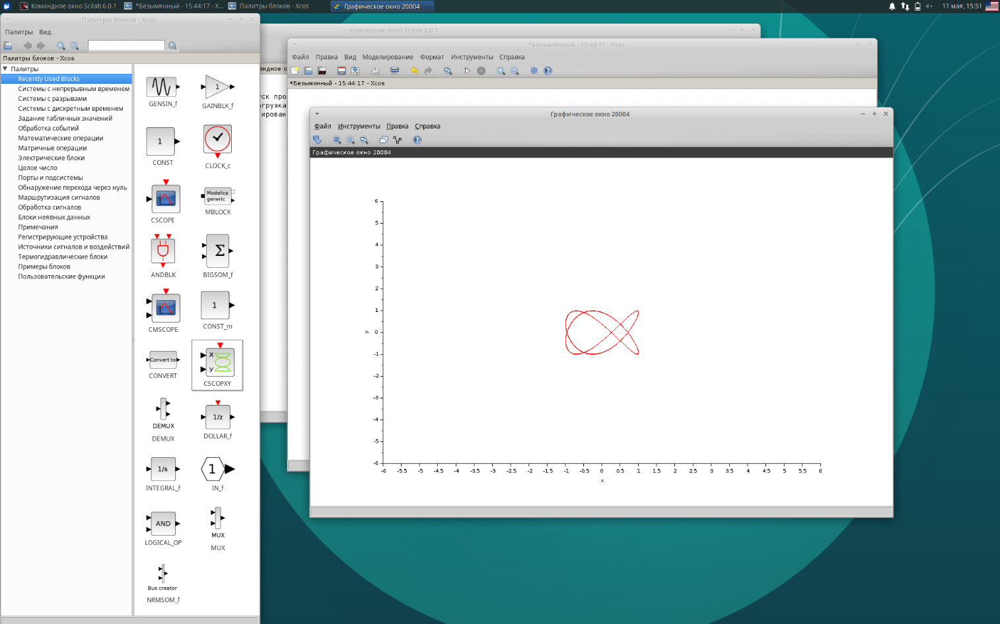 Командное окно Scilab 6.0.1
*Безымянный - 15:44:17 - X...
Палитры блоков - Xcos
Графическое окно 20004
11 мая, 15:51
Палитры блоков - Xcos
Палитры Вид
Палитры блоков - Xcos
Палитры
Recently Used Blocks
Системы с непрерывным временем
Системы с разрывами
Системы с дискретным временем
Задание табличных значений
Обработка событий
Математические операции
Матричные операции
Электрические блоки
Целое число
Порты и подсистемы
Обнаружение перехода через нуль
Маршрутизация сигналов
Обработка сигналов
Блоки неявных данных
Примечания
Регистрирующие устройства
Источники сигналов и воздействий
Термогидравлические блоки
Примеры блоков
Пользовательские функции
GENSIN_f
1
GAINBLK_f
1
CONST
CLOCK_c
CSCOPE
Modelica
generic
MBLOCK
ANDBLK
Σ
BIGSOM_f
CMSCOPE
1
CONST_m
Convert to
CONVERT
X
y
CSCOPXY
DEMUX
DEMUX
1/z
DOLLAR_f
1/s
INTEGRAL_f
1
IN_f
AND
LOGICAL_OP
MUX
MUX
Bus creator
NRMSOM_f
Командное окно Scilab 6.0.1
андное о
уск про
агрузка
ирован
*Безымянный - 15:44:17 - Xcos
Файл Правка Вид Моделирование Формат Инструменты Справка
*Безымянный - 15:44:17 - Xcos
Графическое окно 20004
Файл Инструменты Правка Справка
Графическое окно 20004
6
5
4
3
2
1
0
-1
-2
-3
-4
-5
-6
y
-6 -5.5 -5 -4.5 -4 -3.5 -3 -2.5 -2 -1.5 -1 -0.5 0 0.5 1 1.5 2 2.5 3 3.5 4 4.5 5 5.5 6
x